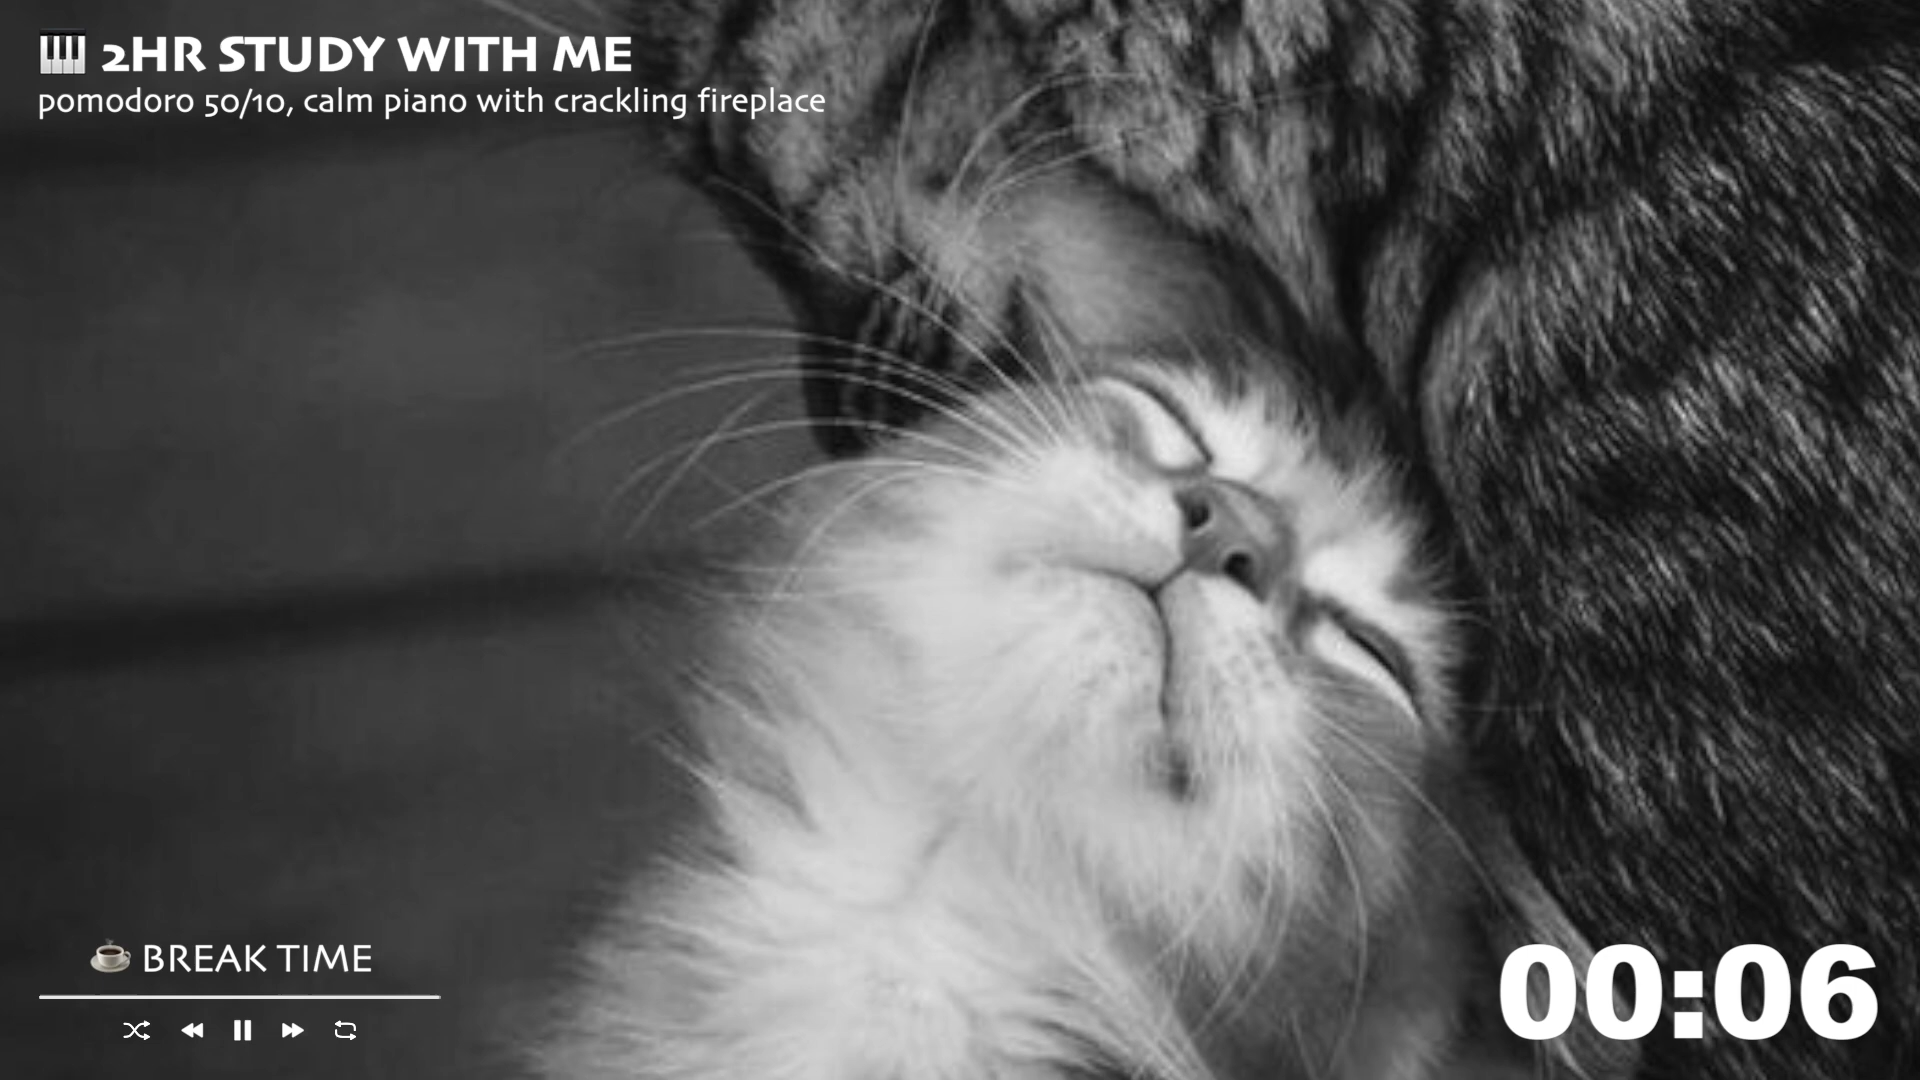 🎹 2HR STUDY WITH ME
pomodoro 50/10, calm piano with crackling fireplace
☕ BREAK TIME
00:06